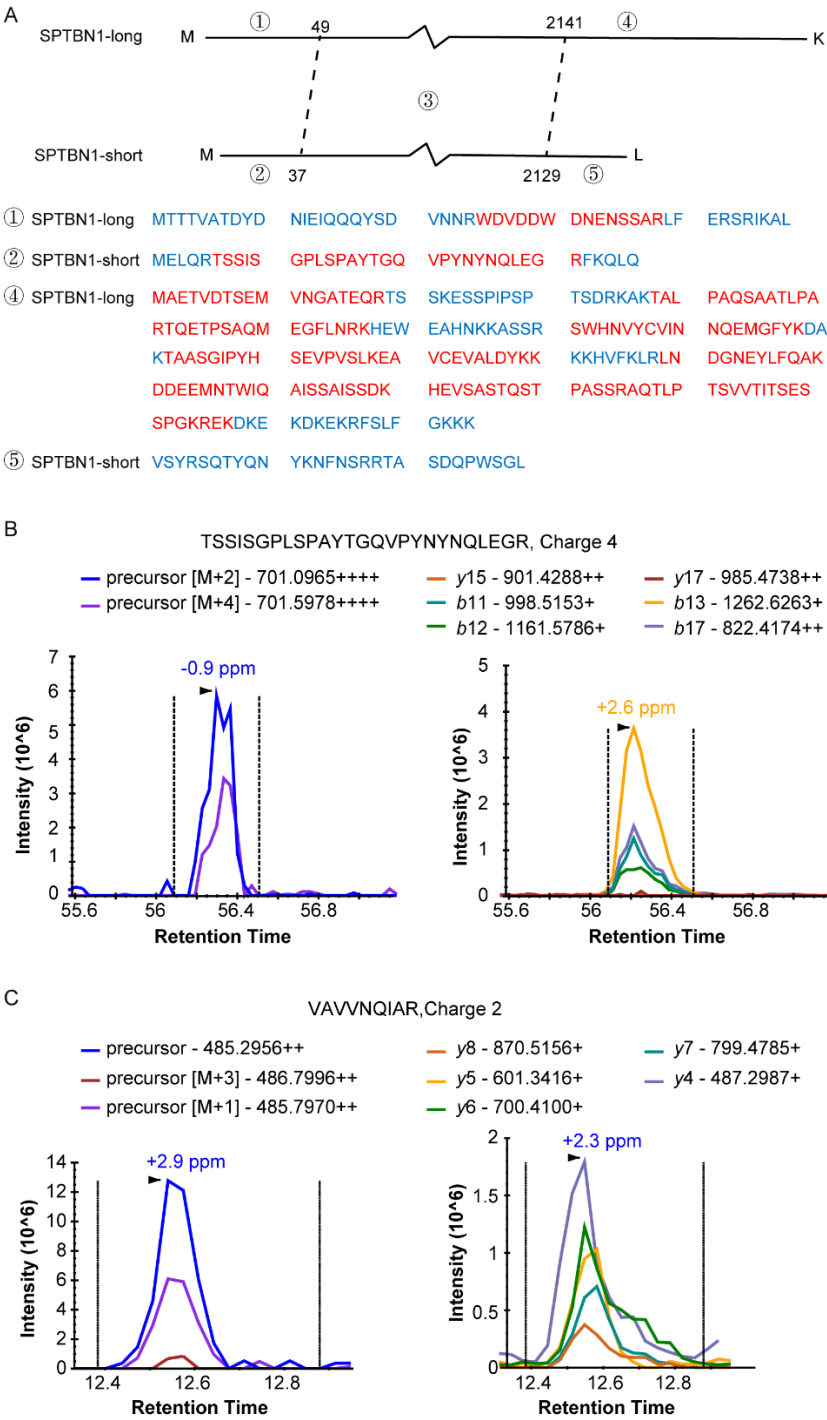 A
① 49 2141 ④
SPTBN1-long M K
③
SPTBN1-short M L
② 37 2129 ⑤
① SPTBN1-long MTTTVATDYD NIEIQQQYSD VNNRWDVDDW DNENSSARLF ERSRIKAL
② SPTBN1-short MELQRTSSIS GPLSPAYTGQ VPYNYNQLEG RFKQLQ
④ SPTBN1-long MAETVDTSEM VNGATEQRTS SKESSPIPSP TSDRKAKTAL PAQSAATLPA
RTQETPSAQM EGFLNRKHEW EAHNKKASSR SWHNVYCVIN NQEMGFYKDA
KTAASGIPYH SEVPVSLKEA VCEVALDYKK KKHVFKLRLN DGNEYLFQAK
DDEEMNTWIQ AISSAISSDK HEVSASTQST PASSRAQTLP TSVVTITSES
SPGKREKDKE KDKEKRFSLF GKKK
⑤ SPTBN1-short VSYRSQTYQN YKNFNSRRTA SDQPWSGL
B
TSSISGPLSPAYTGQVPYNYNQLEGR, Charge 4
precursor [M+2] - 701.0965++++ y15 - 901.4288++ y17 - 985.4738++
precursor [M+4] - 701.5978++++ b11 - 998.5153+ b13 - 1262.6263+
b12 - 1161.5786+ b17 - 822.4174++
7
6
5
4
3
2
1
0
Intensity (10^6)
-0.9 ppm
55.6 56 56.4 56.8
Retention Time
5
4
3
2
1
0
Intensity (10^6)
+2.6 ppm
55.6 56 56.4 56.8
Retention Time
C
VAVVNQIAR,Charge 2
precursor - 485.2956++ y8 - 870.5156+ y7 - 799.4785+
precursor [M+3] - 486.7996++ y5 - 601.3416+ y4 - 487.2987+
precursor [M+1] - 485.7970++ y6 - 700.4100+
14
12
10
8
6
4
2
0
Intensity (10^6)
+2.9 ppm
12.4 12.6 12.8
Retention Time
2
1.5
1
0.5
0
Intensity (10^6)
+2.3 ppm
12.4 12.6 12.8
Retention Time